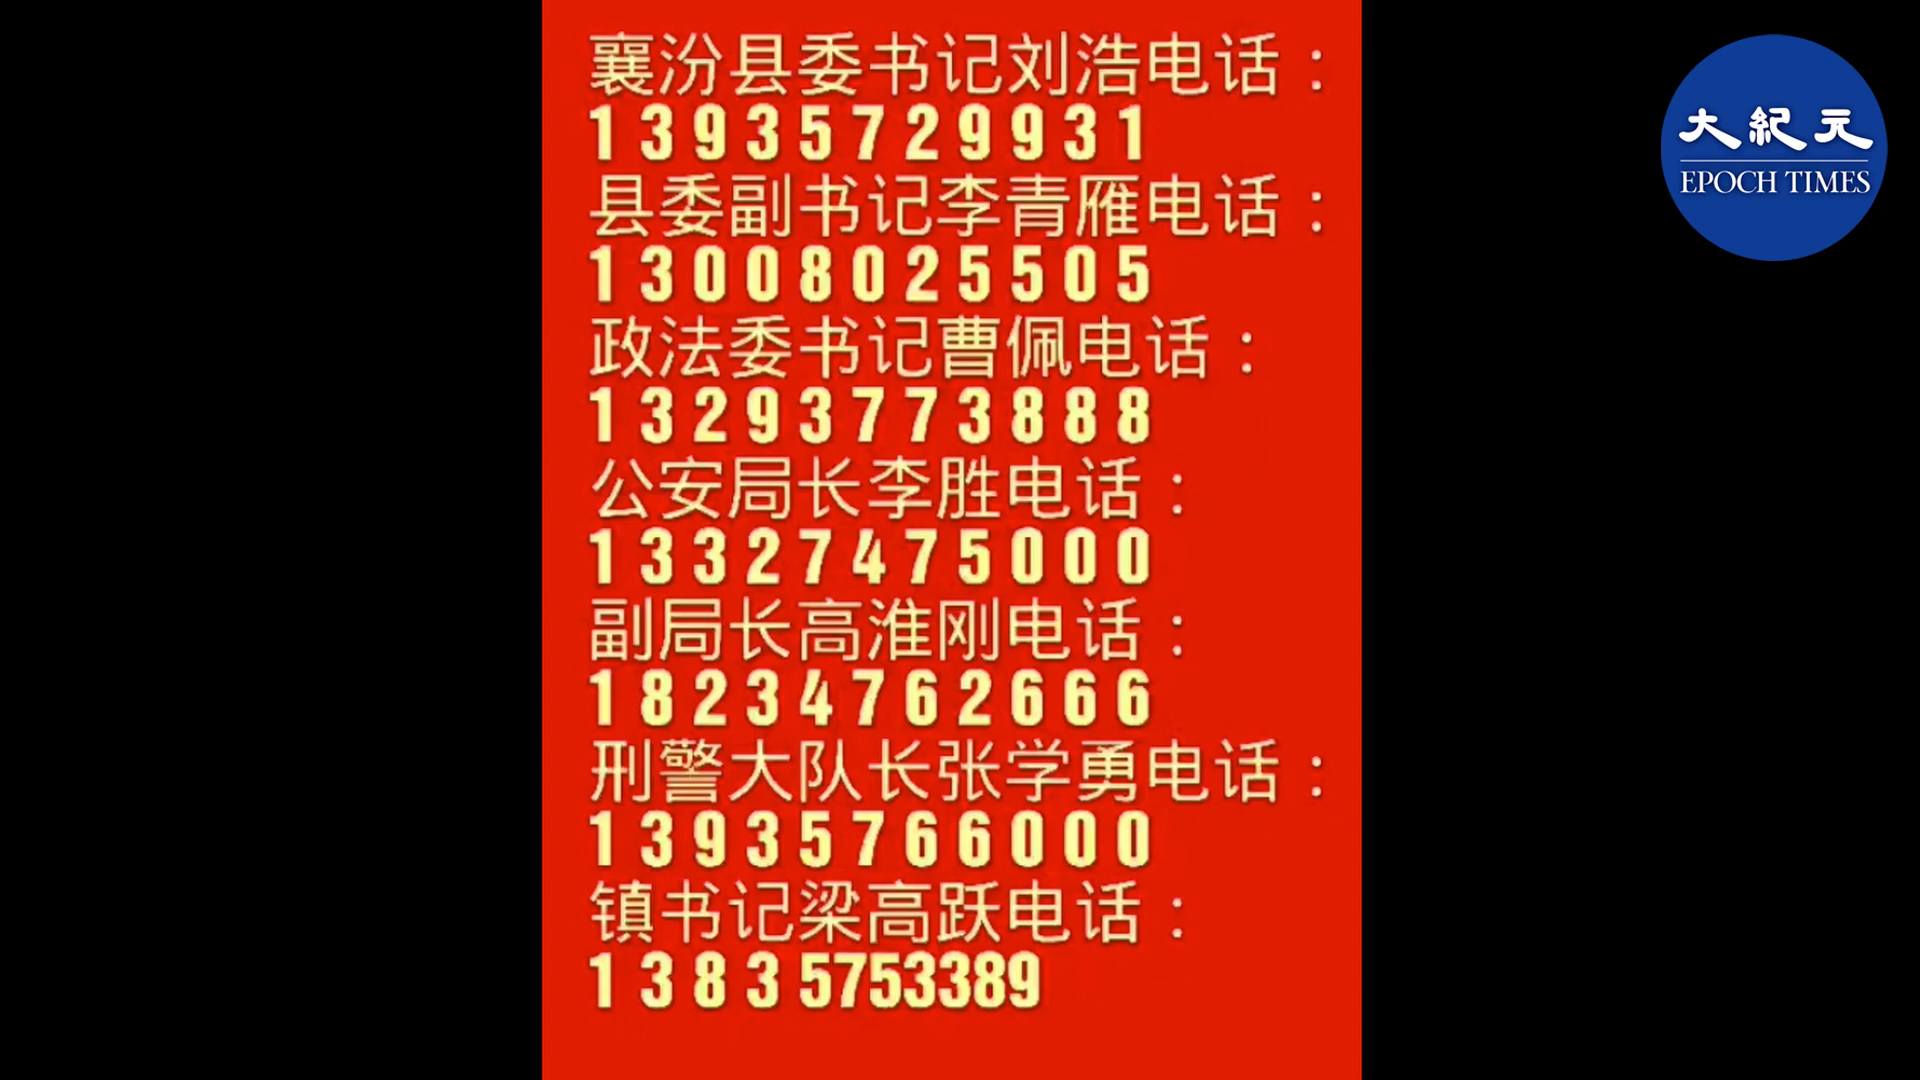 襄汾县委书记刘浩电话：
13935729931
县委副书记李青雁电话：
13008025505
政法委书记曹佩电话：
13293773888
公安局长李胜电话：
13327475000
副局长高淮刚电话：
18234762666
刑警大队长张学勇电话：
13935766000
镇书记梁高跃电话：
13835753389
大紀元
EPOCH TIMES